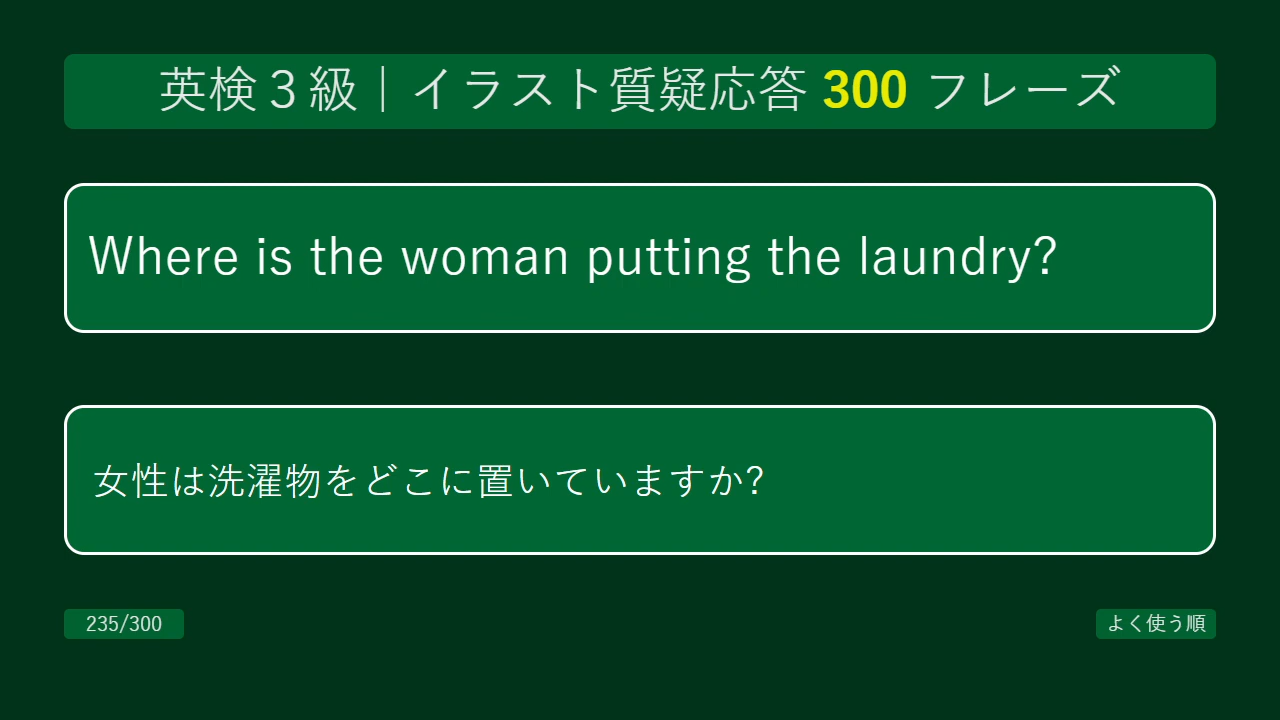 英検３級｜イラスト質疑応答 300 フレーズ
Where is the woman putting the laundry?
女性は洗濯物をどこに置いていますか?
235/300
よく使う順